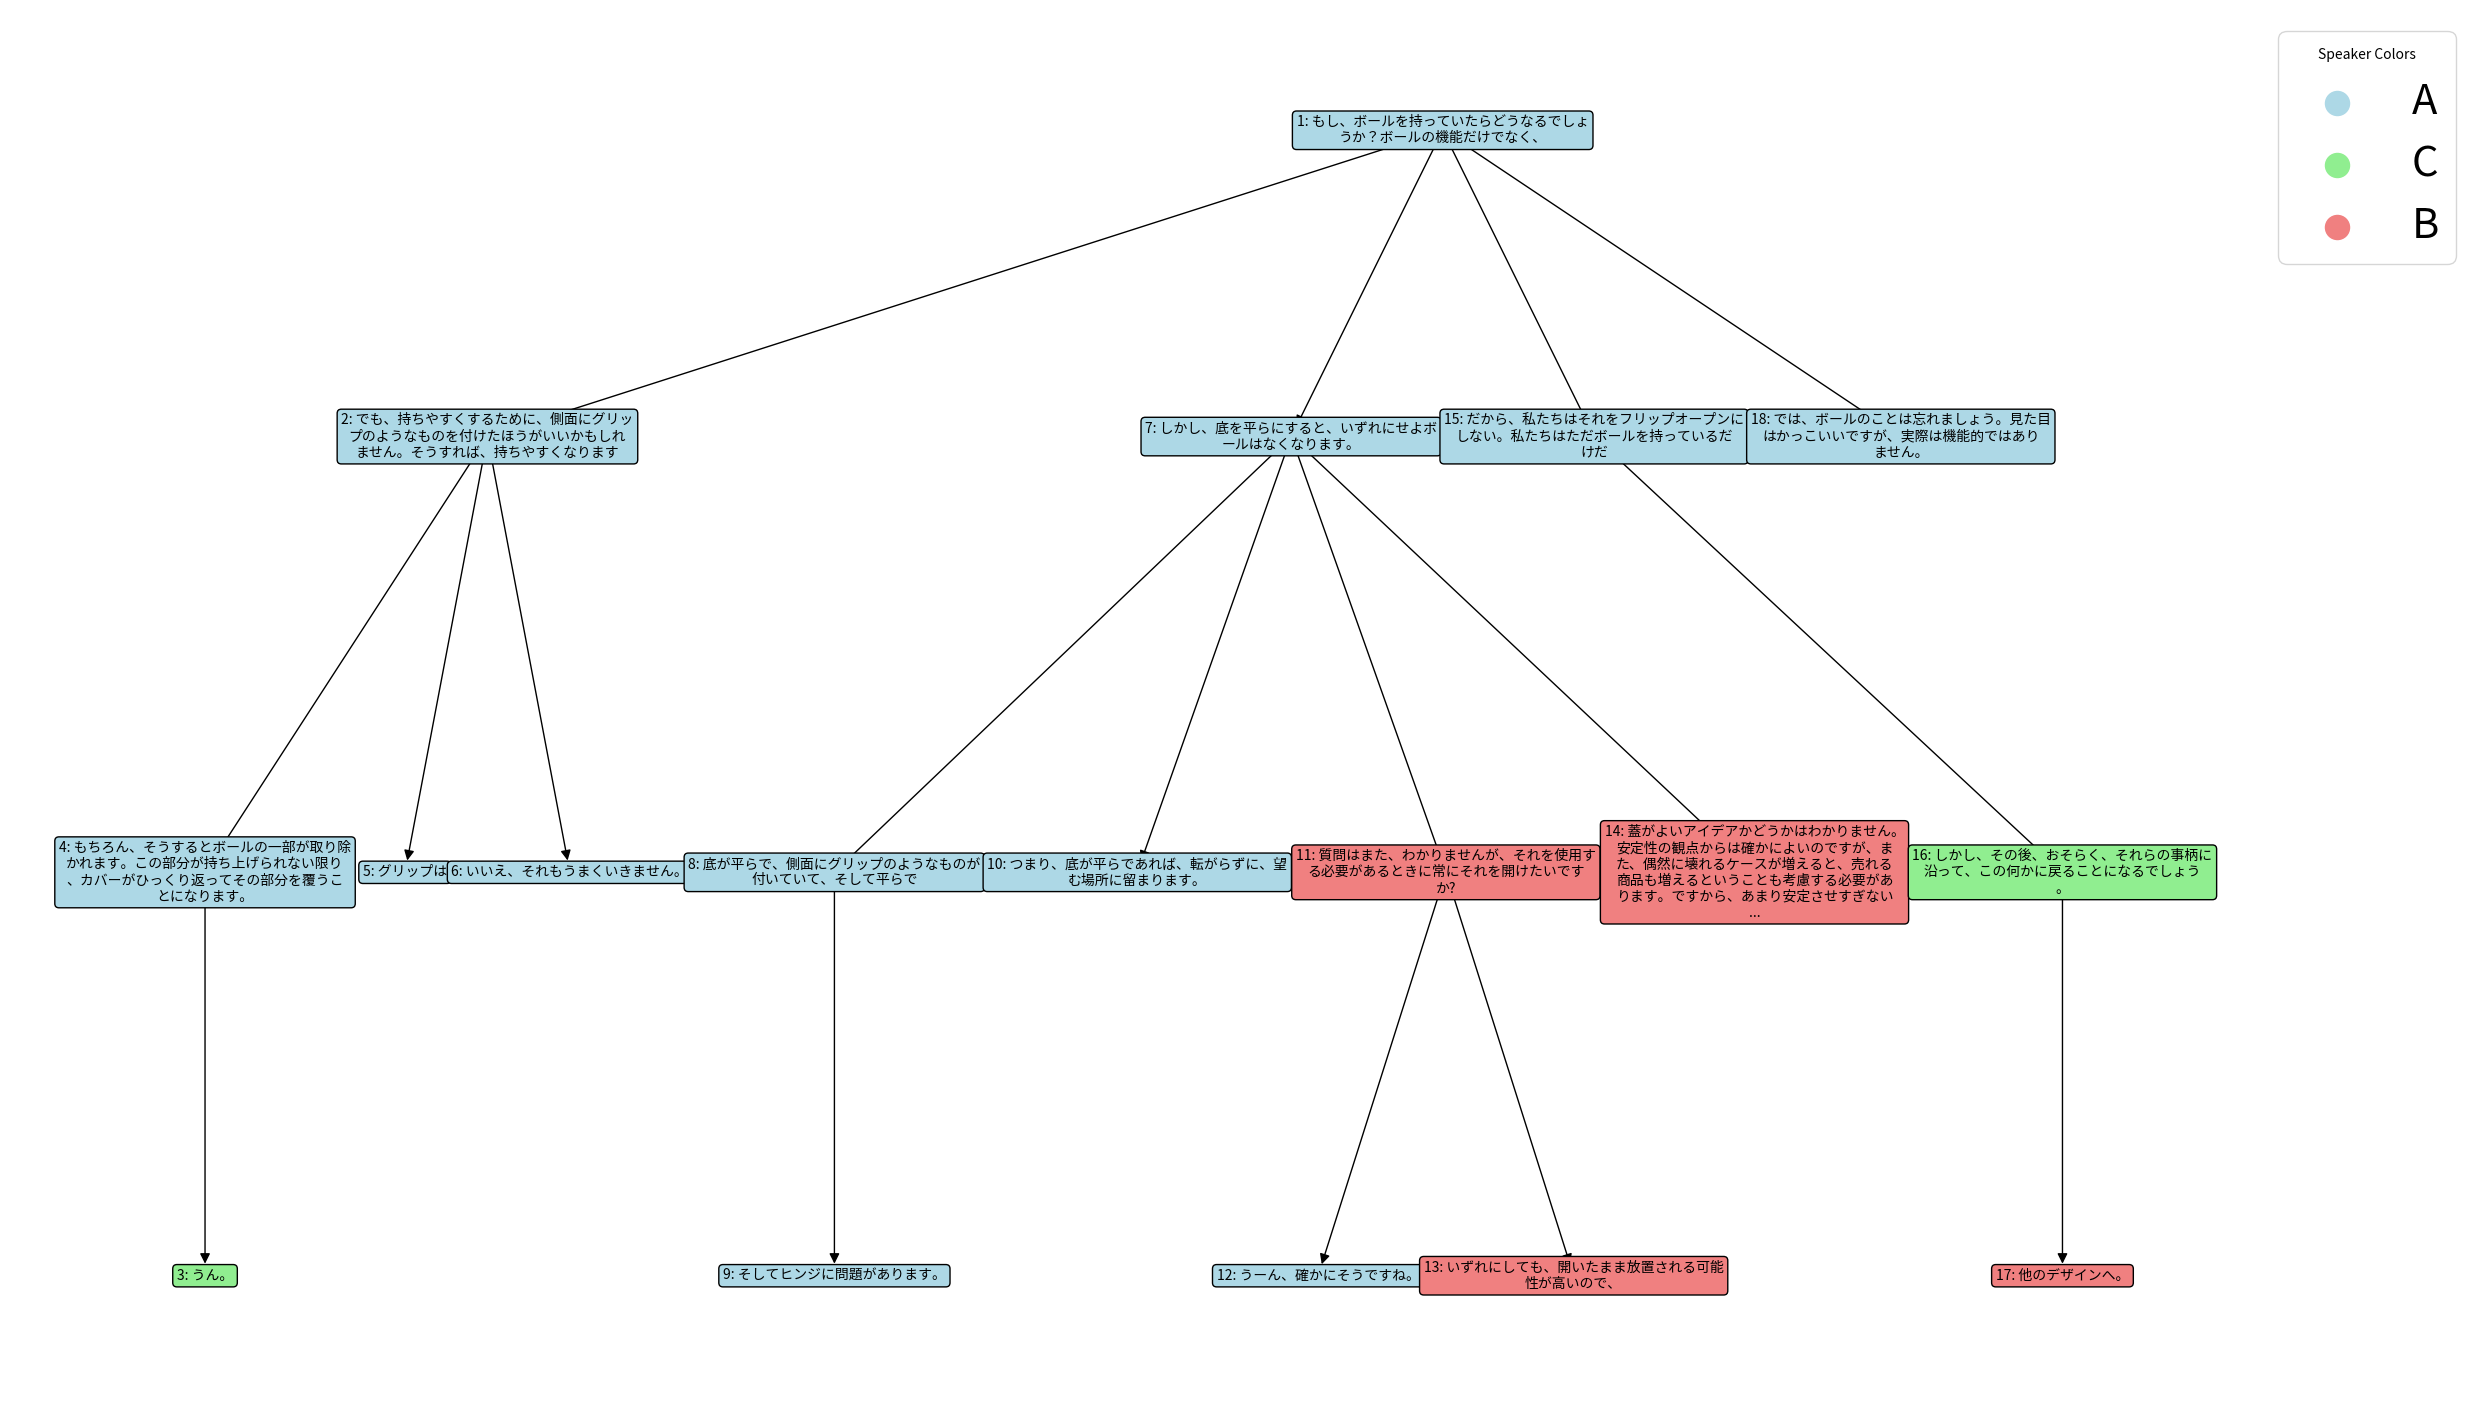 Speaker Colors
A
C
B
1: もし、ボールを持っていたらどうなるでしょ
うか？ボールの機能だけでなく、
2: でも、持ちやすくするために、側面にグリッ
プのようなものを付けたほうがいいかもしれ
ません。そうすれば、持ちやすくなります
7: しかし、底を平らにすると、いずれにせよボ
ールはなくなります。
15: だから、私たちはそれをフリップオープンに
しない。私たちはただボールを持っているだ
けだ
18: では、ボールのことは忘れましょう。見た目
はかっこいいですが、実際は機能的ではあり
ません。
4: もちろん、そうするとボールの一部が取り除
かれます。この部分が持ち上げられない限り
、カバーがひっくり返ってその部分を覆うこ
とになります。
5: グリップは
6: いいえ、それもうまくいきません。
8: 底が平らで、側面にグリップのようなものが
付いていて、そして平らで
10: つまり、底が平らであれば、転がらずに、望
む場所に留まります。
11: 質問はまた、わかりませんが、それを使用す
る必要があるときに常にそれを開けたいです
か?
14: 蓋がよいアイデアかどうかはわかりません。
安定性の観点からは確かによいのですが、ま
た、偶然に壊れるケースが増えると、売れる
商品も増えるということも考慮する必要があ
ります。ですから、あまり安定させすぎない
...
16: しかし、その後、おそらく、それらの事柄に
沿って、この何かに戻ることになるでしょう
。
3: うん。
9: そしてヒンジに問題があります。
12: うーん、確かにそうですね。
13: いずれにしても、開いたまま放置される可能
性が高いので、
17: 他のデザインへ。